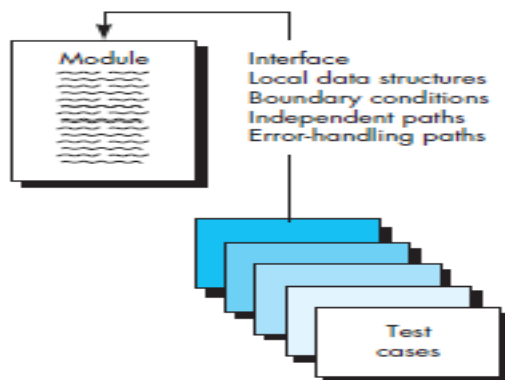 Module
Interface
Local data structures
Boundary conditions
Independent paths
Error-handling paths
Test
cases